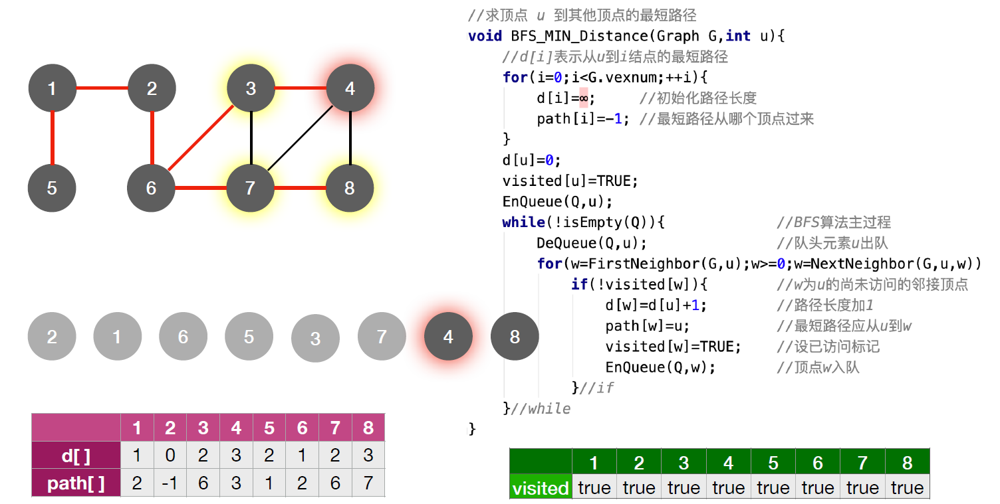 //求顶点 u 到其他顶点的最短路径
void BFS_MIN_Distance(Graph G,int u){
//d[i]表示从u到i结点的最短路径
for(i=0;i<G.vexnum;++i){
d[i]=∞; //初始化路径长度
path[i]=-1; //最短路径从哪个顶点过来
}
d[u]=0;
visited[u]=TRUE;
EnQueue(Q,u);
while(!isEmpty(Q)){ //BFS算法主过程
DeQueue(Q,u); //队头元素u出队
for(w=FirstNeighbor(G,u);w>=0;w=NextNeighbor(G,u,w))
if(!visited[w]){ //w为u的尚未访问的邻接顶点
d[w]=d[u]+1; //路径长度加1
path[w]=u; //最短路径应从u到w
visited[w]=TRUE; //设已访问标记
EnQueue(Q,w); //顶点w入队
}//if
}//while
}
1 2 3 4
5 6 7 8
2 1 6 5 3 7 4 8
1 2 3 4 5 6 7 8
d[ ] 1 0 2 3 2 1 2 3
path[ ] 2 -1 6 3 1 2 6 7
1 2 3 4 5 6 7 8
visited true true true true true true true true